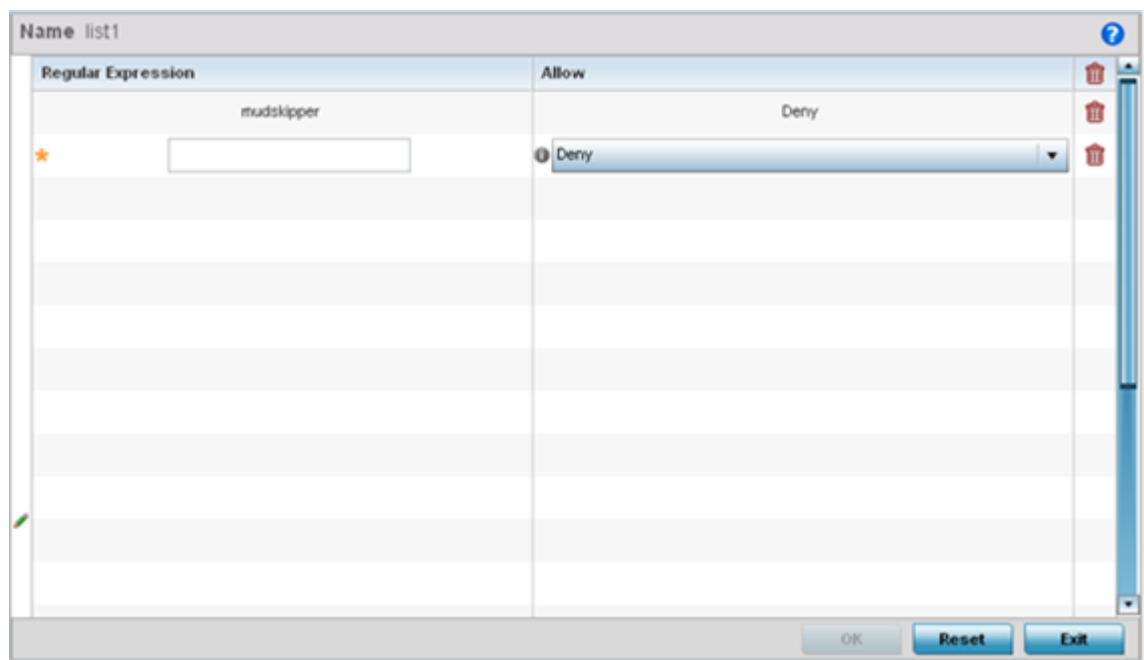 Name list1
?
Regular Expression Allow
mudskipper Deny
Deny
OK Reset Exit